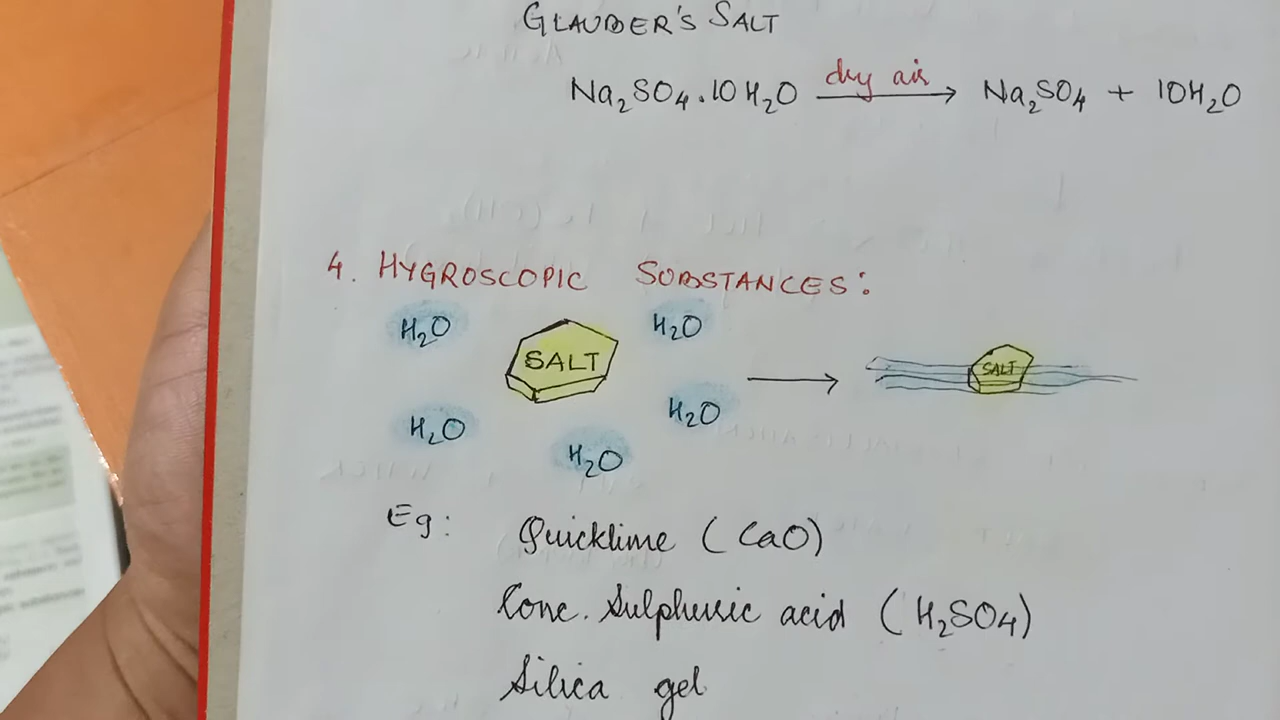 GLAUBER'S SALT
Na₂SO₄.10H₂O dry air → Na₂SO₄ + 10H₂O
4. HYGROSCOPIC SUBSTANCES:
H₂O SALT H₂O → SALT
H₂O H₂O
H₂O
Eg: Quicklime (CaO)
Conc. Sulphuric acid (H₂SO₄)
Silica gel